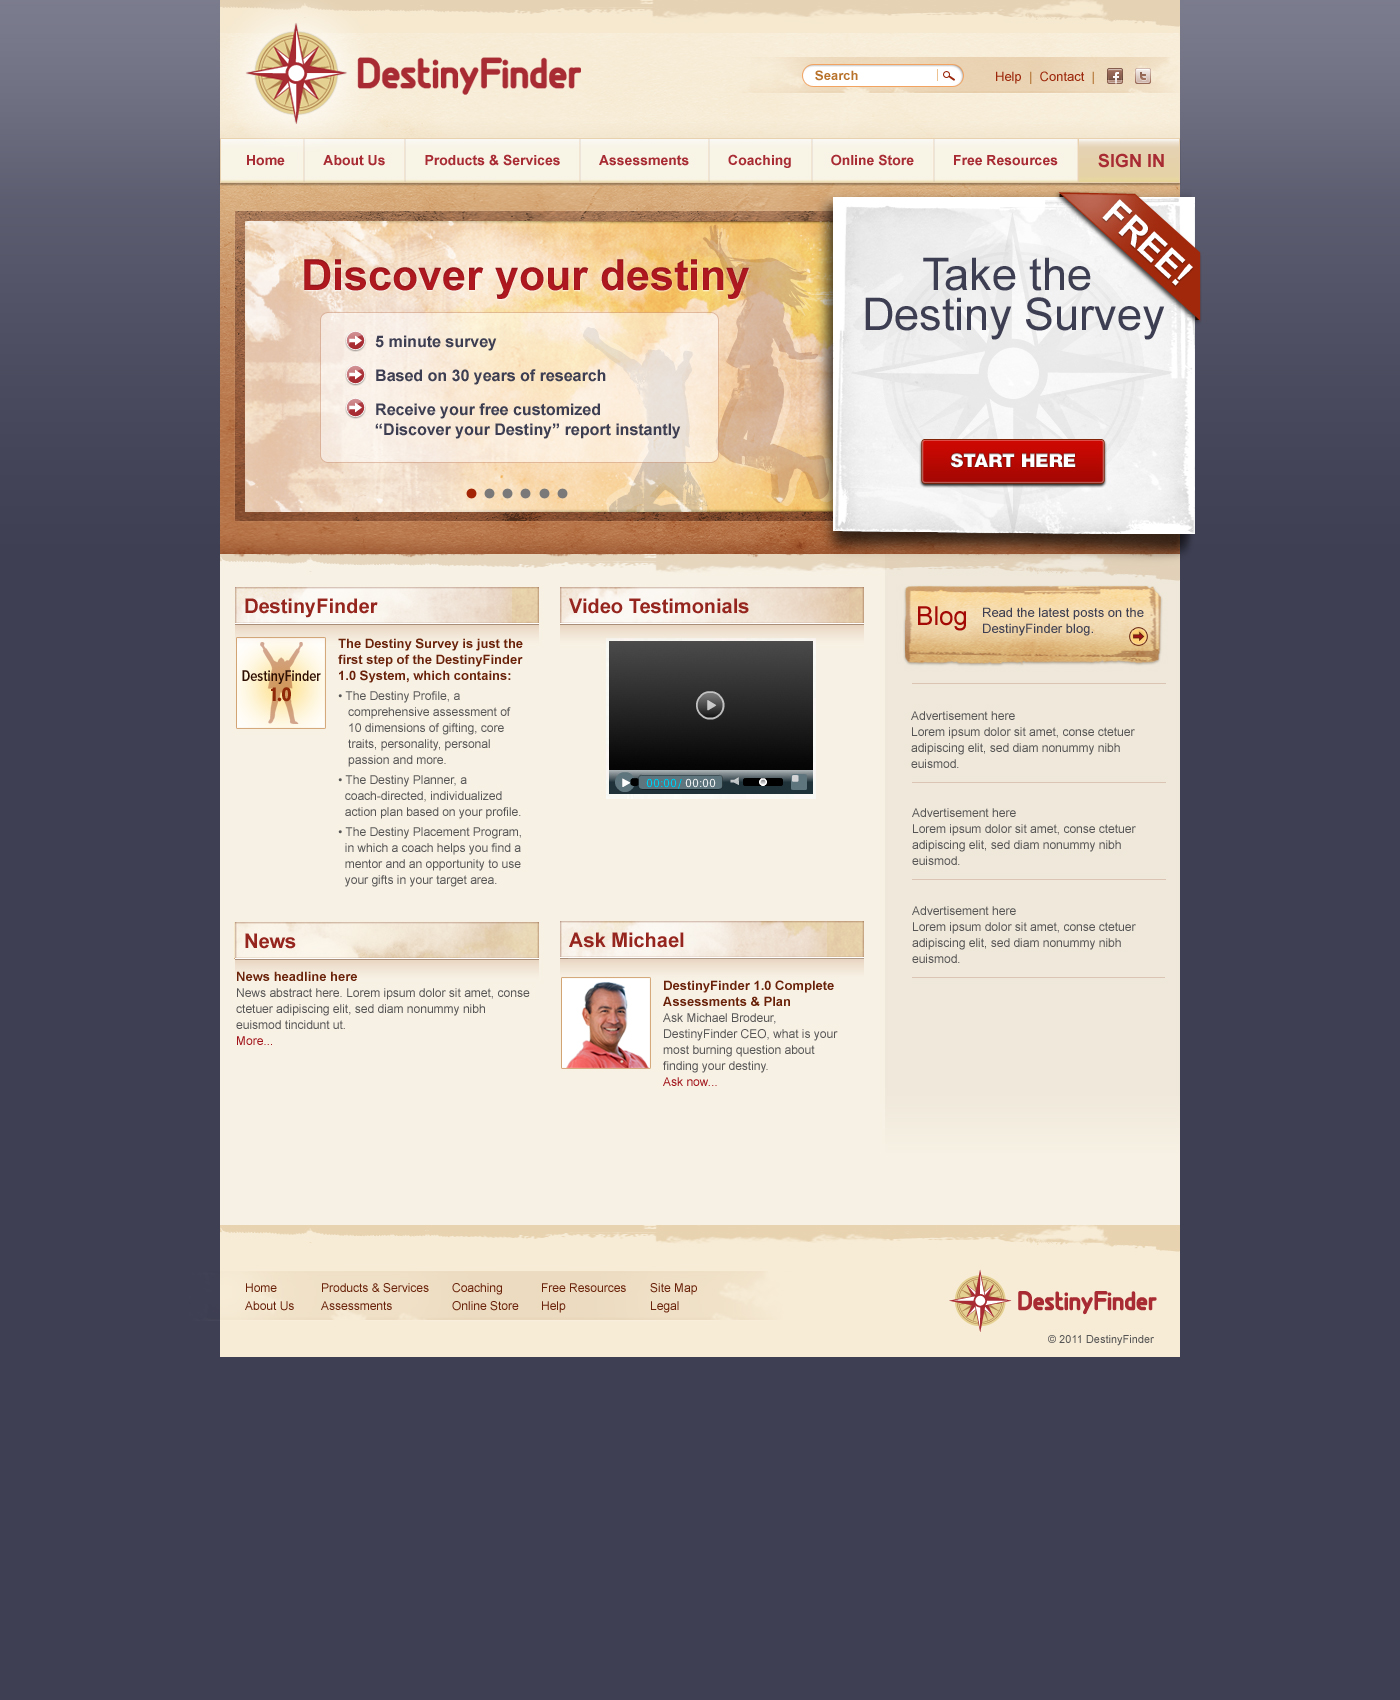 DestinyFinder
Search
Help | Contact |
Home
About Us
Products & Services
Assessments
Coaching
Online Store
Free Resources
SIGN IN
Discover your destiny
5 minute survey
Based on 30 years of research
Receive your free customized
“Discover your Destiny” report instantly
FREE!
Take the
Destiny Survey
START HERE
DestinyFinder
DestinyFinder
1.0
The Destiny Survey is just the
first step of the DestinyFinder
1.0 System, which contains:
• The Destiny Profile, a
comprehensive assessment of
10 dimensions of gifting, core
traits, personality, personal
passion and more.
• The Destiny Planner, a
coach-directed, individualized
action plan based on your profile.
• The Destiny Placement Program,
in which a coach helps you find a
mentor and an opportunity to use
your gifts in your target area.
Video Testimonials
00:00/ 00:00
Blog
Read the latest posts on the
DestinyFinder blog.
Advertisement here
Lorem ipsum dolor sit amet, conse ctetuer
adipiscing elit, sed diam nonummy nibh
euismod.
Advertisement here
Lorem ipsum dolor sit amet, conse ctetuer
adipiscing elit, sed diam nonummy nibh
euismod.
Advertisement here
Lorem ipsum dolor sit amet, conse ctetuer
adipiscing elit, sed diam nonummy nibh
euismod.
News
News headline here
News abstract here. Lorem ipsum dolor sit amet, conse
ctetuer adipiscing elit, sed diam nonummy nibh
euismod tincidunt ut.
More...
Ask Michael
DestinyFinder 1.0 Complete
Assessments & Plan
Ask Michael Brodeur,
DestinyFinder CEO, what is your
most burning question about
finding your destiny.
Ask now...
Home
Products & Services
Coaching
Free Resources
Site Map
About Us
Assessments
Online Store
Help
Legal
DestinyFinder
© 2011 DestinyFinder